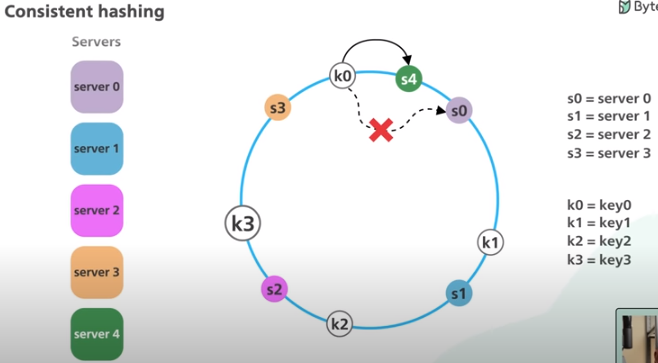 Consistent hashing
Byte
Servers
server 0
server 1
server 2
server 3
server 4
k0
s4
s0
s3
k3
k1
s2
s1
k2
s0 = server 0
s1 = server 1
s2 = server 2
s3 = server 3
k0 = key0
k1 = key1
k2 = key2
k3 = key3